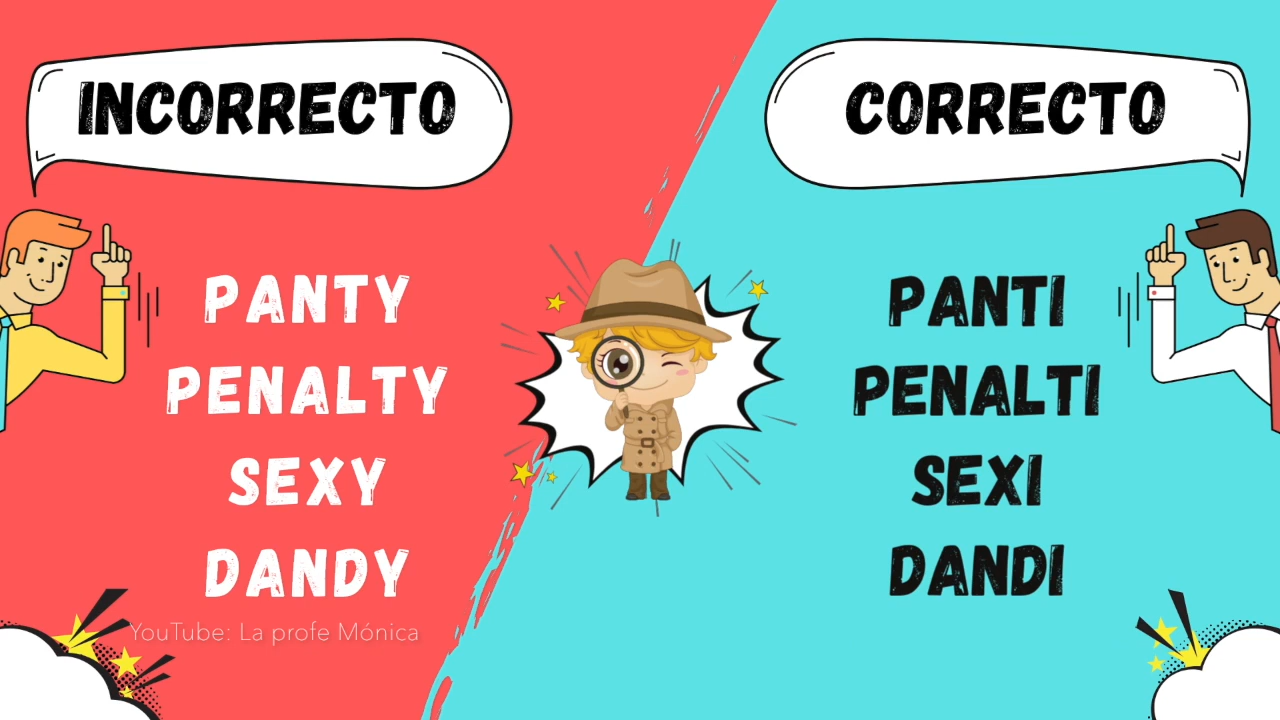 INCORRECTO
PANTY
PENALTY
SEXY
DANDY
YouTube: La profe Mónica
CORRECTO
PANTI
PENALTI
SEXI
DANDI